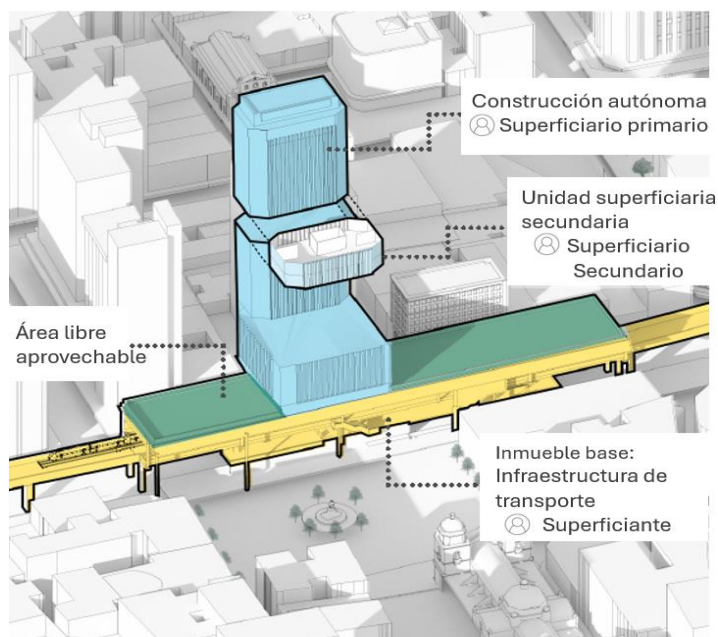 Construcción autónoma
Superficiario primario
Unidad superficiaria
secundaria
Superficiario
Secundario
Área libre
aprovechable
Inmueble base:
Infraestructura de
transporte
Superficiante